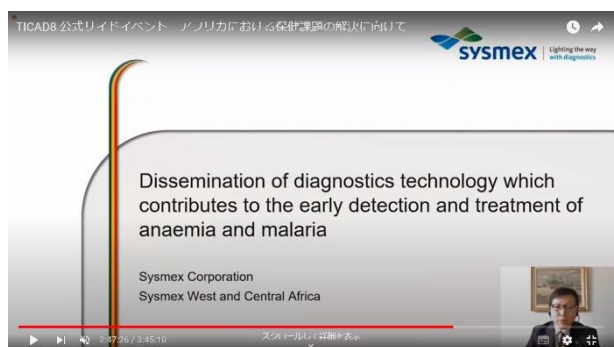 TICAD8 公式サイドイベント　アフリカにおける保健課題の解決に向けて
sysmex
Lighting the way
with diagnostics
Dissemination of diagnostics technology which
contributes to the early detection and treatment of
anaemia and malaria
Sysmex Corporation
Sysmex West and Central Africa
2:47:26 / 3:45:10
スクロールして詳細を表示